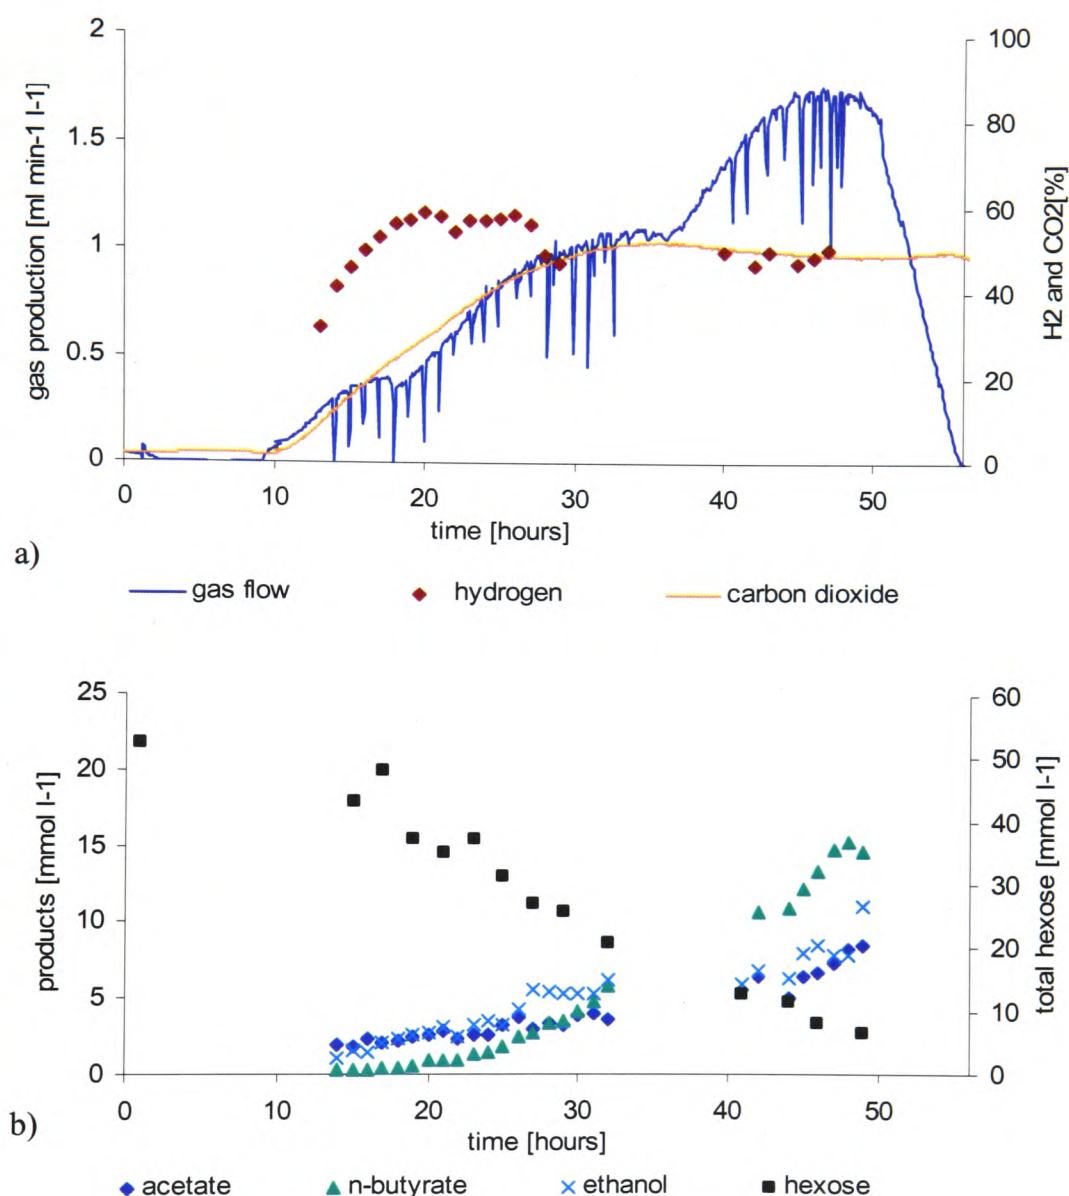 2
1.5
1
0.5
0
gas production [ml min-1 l-1]
100
80
60
40
20
0
H2 and CO2[%]
0 10 20 30 40 50
time [hours]
a)
gas flow hydrogen carbon dioxide
25
20
15
10
5
0
products [mmol l-1]
60
50
40
30
20
10
0
total hexose [mmol l-1]
0 10 20 30 40 50
time [hours]
b)
acetate n-butyrate ethanol hexose